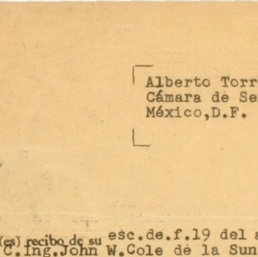 Alberto Torr
Cámara de Se
México,D.F.
(es) recibo de su esc.de.f.19 del a
C.Ing.John W.Cole de la Sun